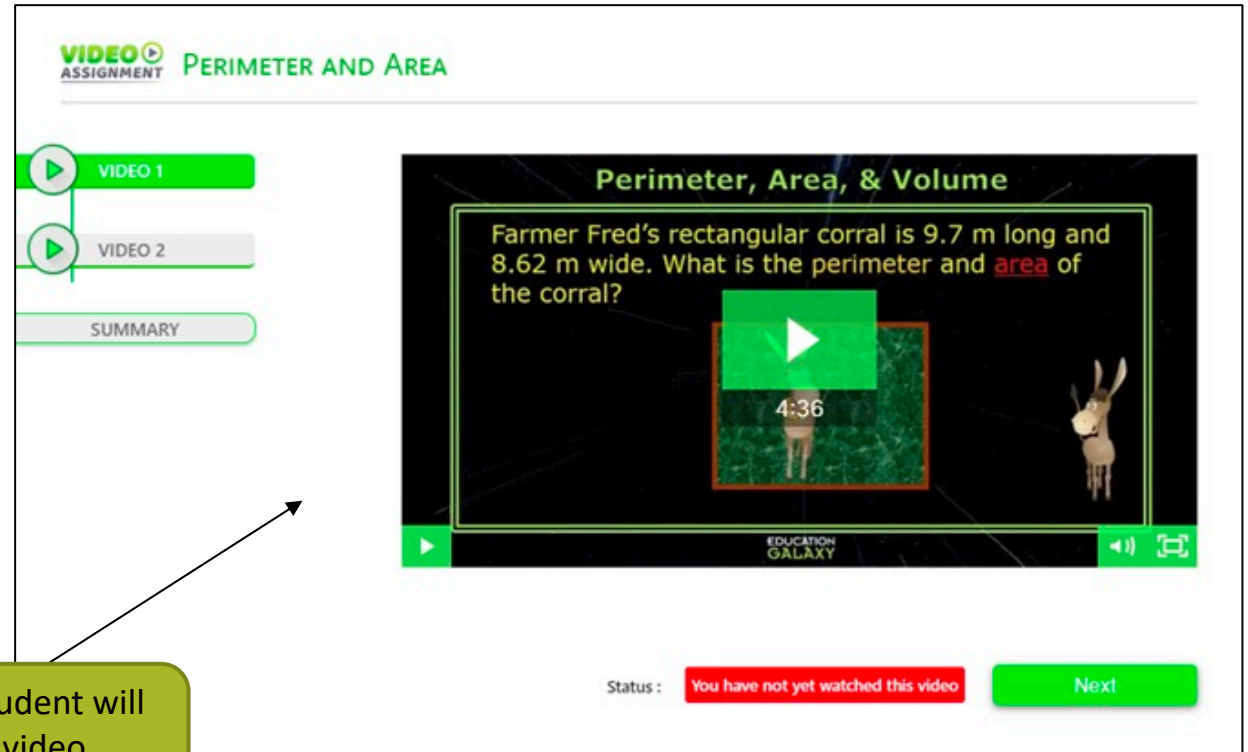 VIDEO
ASSIGNMENT
PERIMETER AND AREA
VIDEO 1
VIDEO 2
SUMMARY
Perimeter, Area, & Volume
Farmer Fred's rectangular corral is 9.7 m long and
8.62 m wide. What is the perimeter and area of
the corral?
4:36
EDUCATION
GALAXY
Status :
You have not yet watched this video
Next
will
video